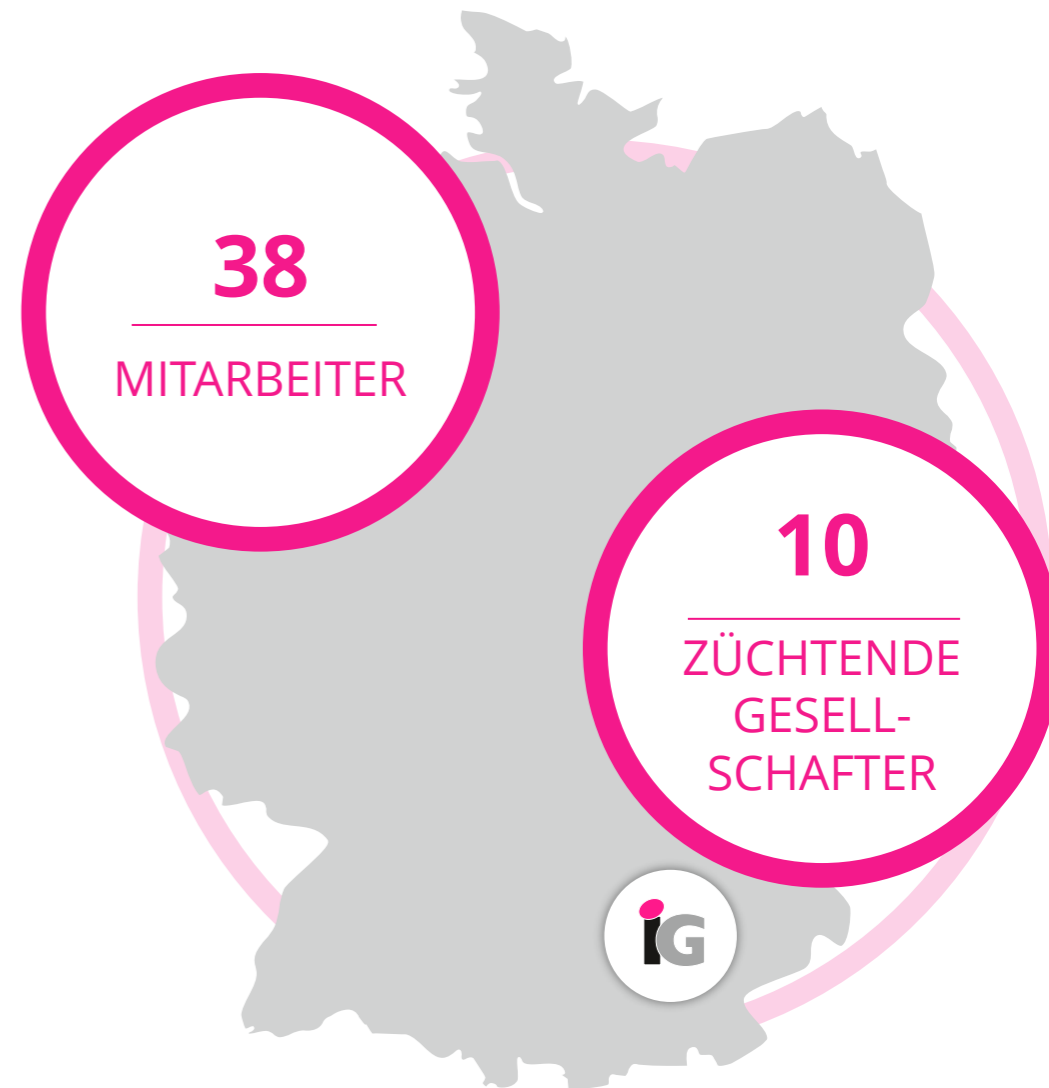 38
MITARBEITER
10
ZÜCHTENDE
GESELL-
SCHAFTER
iG